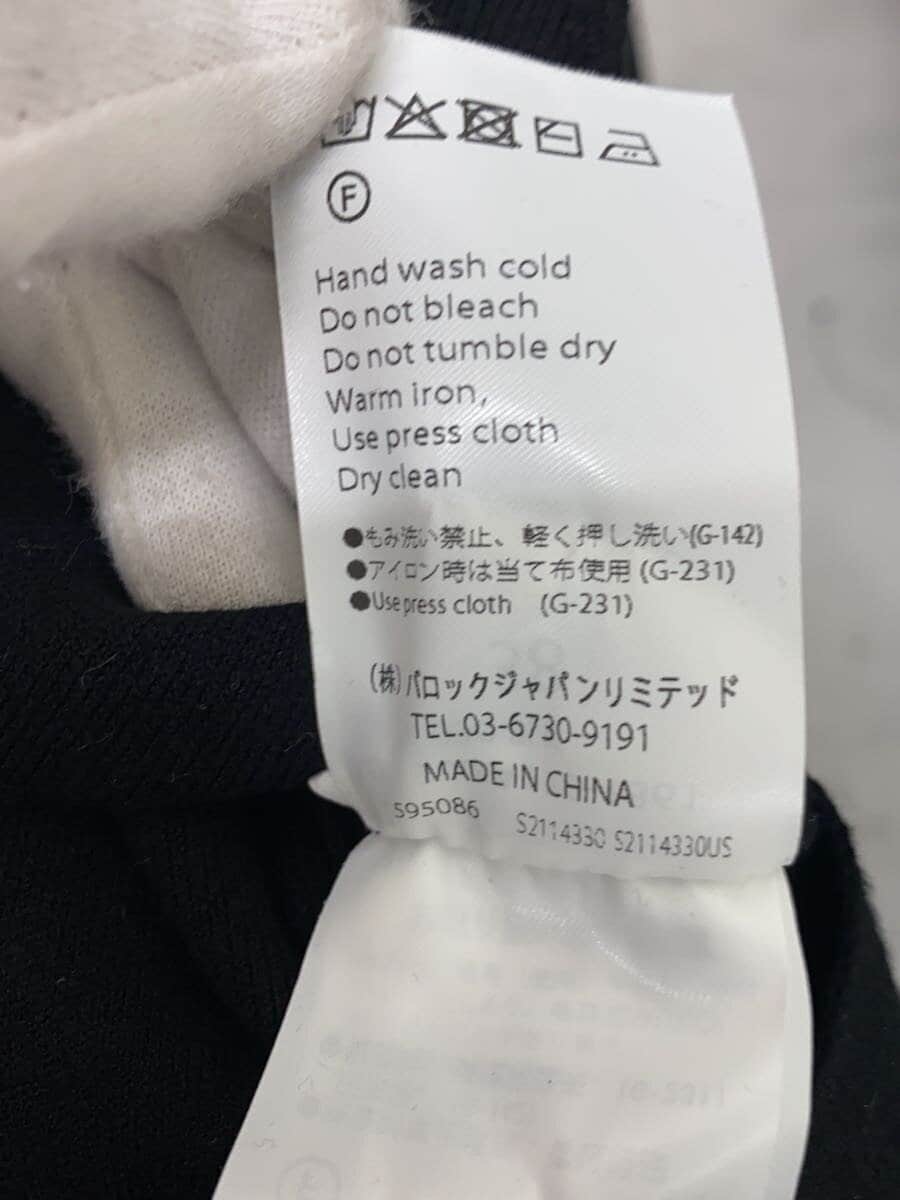 F
Hand wash cold
Do not bleach
Do not tumble dry
Warm iron,
Use press cloth
Dry clean
●もみ洗い禁止、軽く押し洗い(G-142)
●アイロン時は当て布使用(G-231)
●Use press cloth (G-231)
(株)バロックジャパンリミテッド
TEL.03-6730-9191
MADE IN CHINA
S95086 S2114330 S2114330US